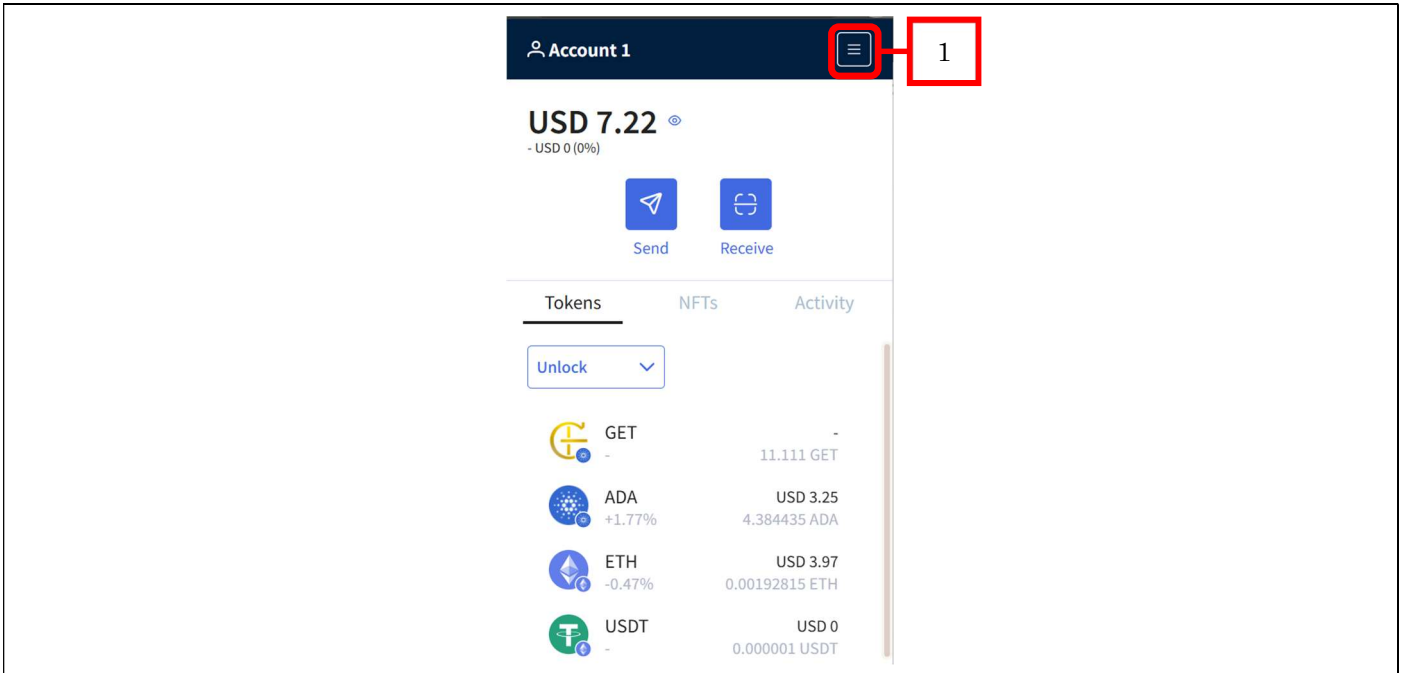 Account 1
1
USD 7.22
- USD 0 (0%)
Send Receive
Tokens NFTs Activity
Unlock
GET -
- 11.111 GET
ADA USD 3.25
+1.77% 4.384435 ADA
ETH USD 3.97
-0.47% 0.00192815 ETH
USDT USD 0
- 0.000001 USDT